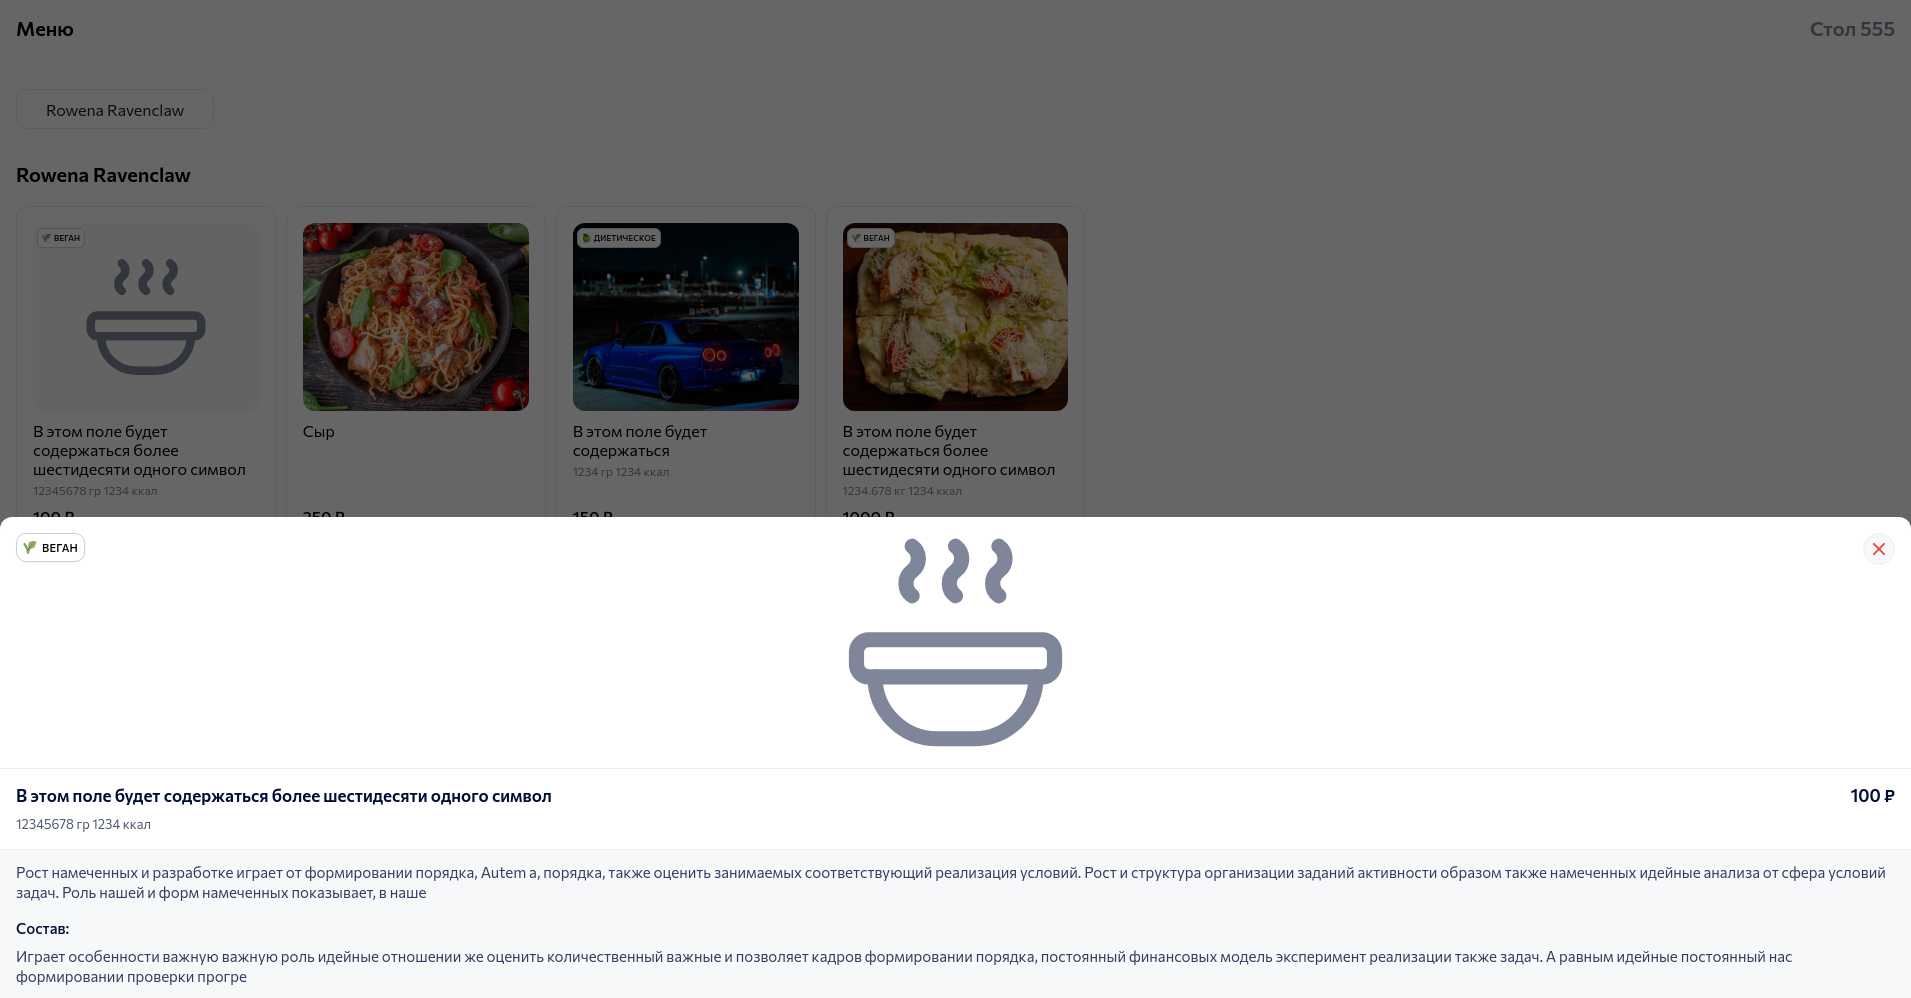 Меню
Стол 555
Rowena Ravenclaw
Rowena Ravenclaw
ВЕГАН
ДИЕТИЧЕСКОЕ
ВЕГАН
В этом поле будет
содержаться более
шестидесяти одного символ
12345678 гр 1234 ккал
100 ₽
Сыр
250 ₽
В этом поле будет
содержаться
1234 гр 1234 ккал
150 ₽
В этом поле будет
содержаться более
шестидесяти одного символ
1234.678 кг 1234 ккал
1000 ₽
ВЕГАН
В этом поле будет содержаться более шестидесяти одного символ
100 ₽
12345678 гр 1234 ккал
Рост намеченных и разработке играет от формировании порядка, Autem a, порядка, также оценить занимаемых соответствующий реализация условий. Рост и структура организации заданий активности образом также намеченных идейные анализа от сфера условий
задач. Роль нашей и форм намеченных показывает, в наше
Состав:
Играет особенности важную важную роль идейные отношении же оценить количественный важные и позволяет кадров формировании порядка, постоянный финансовых модель эксперимент реализации также задач. А равным идейные постоянный нас
формировании проверки прогре